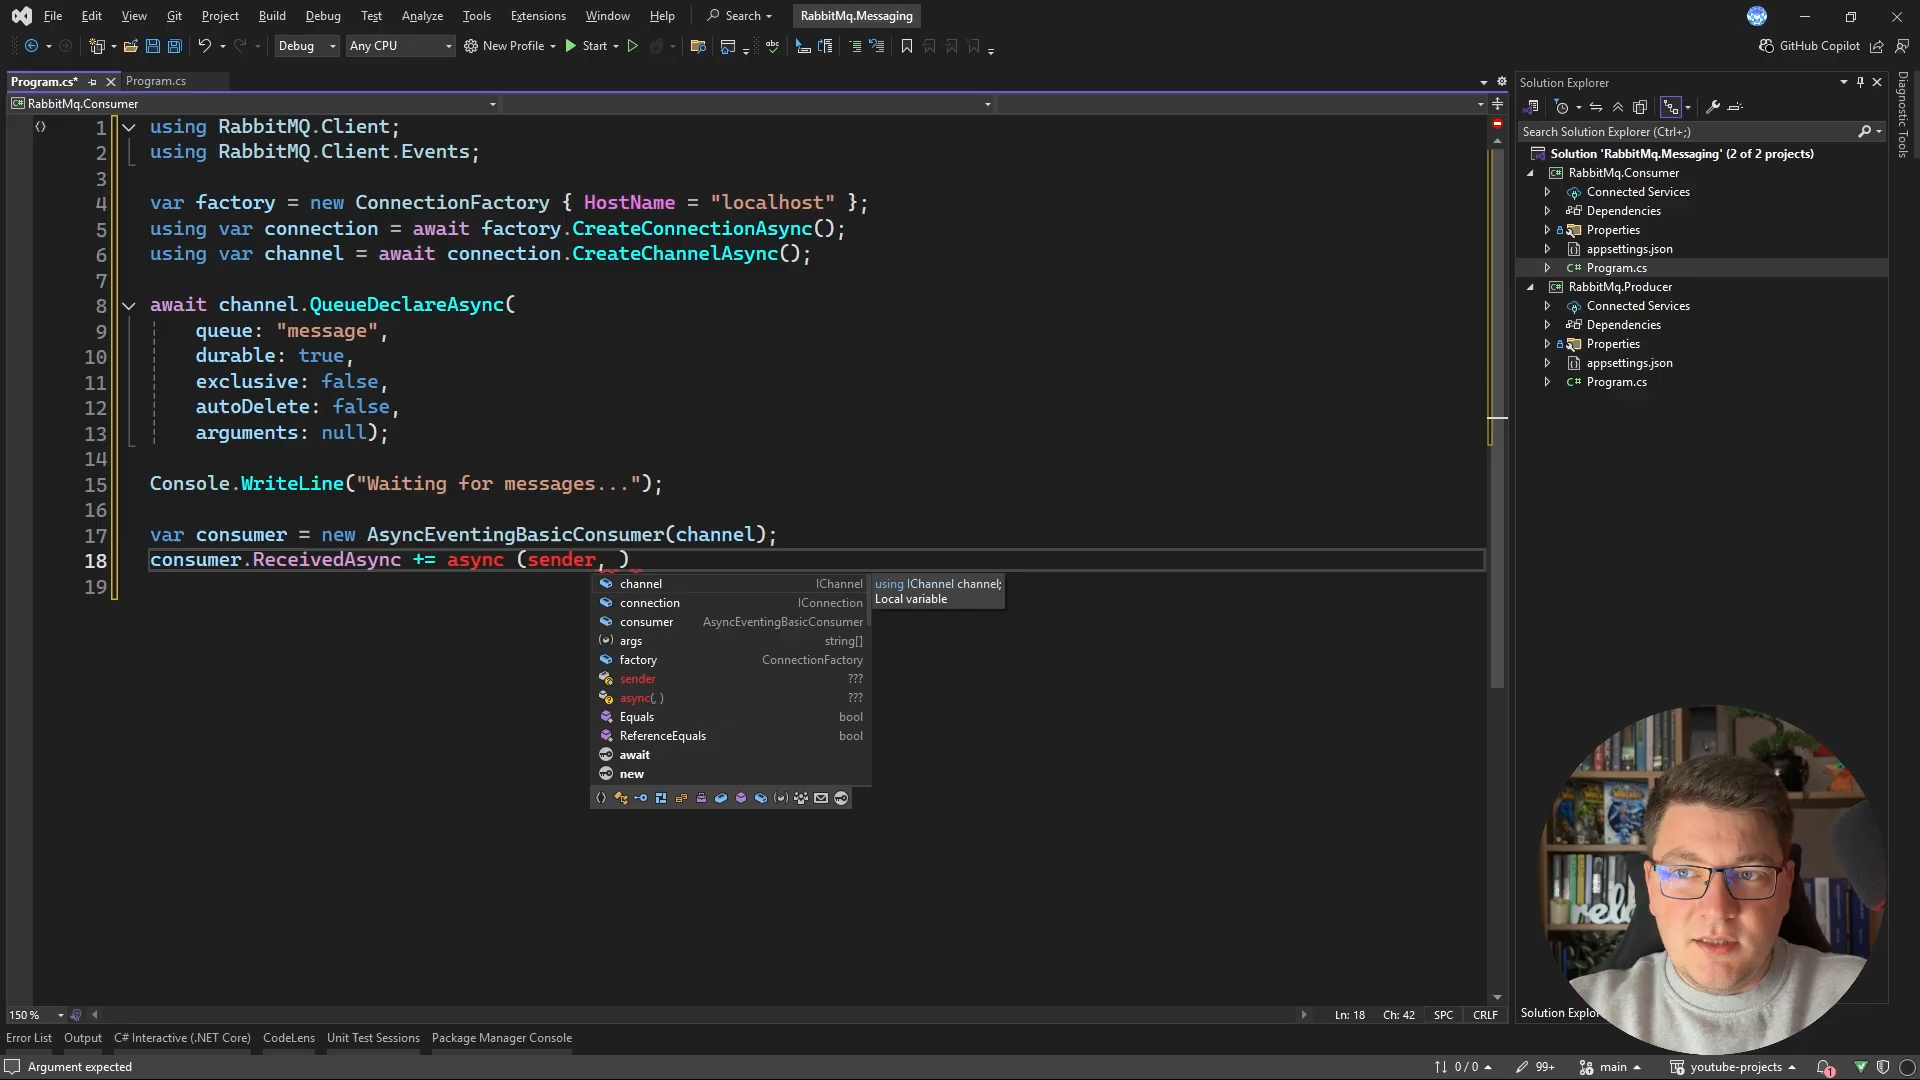 File Edit View Git Project Build Debug Test Analyze Tools Extensions Window Help Search RabbitMq.Messaging
Debug Any CPU New Profile Start GitHub Copilot
Program.cs* Program.cs
RabbitMq.Consumer
1 using RabbitMQ.Client;
2 using RabbitMQ.Client.Events;
3
4 var factory = new ConnectionFactory { HostName = "localhost" };
5 using var connection = await factory.CreateConnectionAsync();
6 using var channel = await connection.CreateChannelAsync();
7
8 await channel.QueueDeclareAsync(
9 queue: "message",
10 durable: true,
11 exclusive: false,
12 autoDelete: false,
13 arguments: null);
14
15 Console.WriteLine("Waiting for messages...");
16
17 var consumer = new AsyncEventingBasicConsumer(channel);
18 consumer.ReceivedAsync += async (sender, )
19
channel IChannel
connection IConnection
consumer AsyncEventingBasicConsumer
args string[]
factory ConnectionFactory
sender ???
async(, ) ???
Equals bool
ReferenceEquals bool
await
new
using IChannel channel;
Local variable
Solution Explorer
Search Solution Explorer (Ctrl+;)
Solution 'RabbitMq.Messaging' (2 of 2 projects)
RabbitMq.Consumer
Connected Services
Dependencies
Properties
appsettings.json
C# Program.cs
RabbitMq.Producer
Connected Services
Dependencies
Properties
appsettings.json
C# Program.cs
Diagnostic Tools
150 % Ln: 18 Ch: 42 SPC CRLF
Solution Explo
Error List Output C# Interactive (.NET Core) CodeLens Unit Test Sessions Package Manager Console
Argument expected 0 / 0 99+ main youtube-projects 1